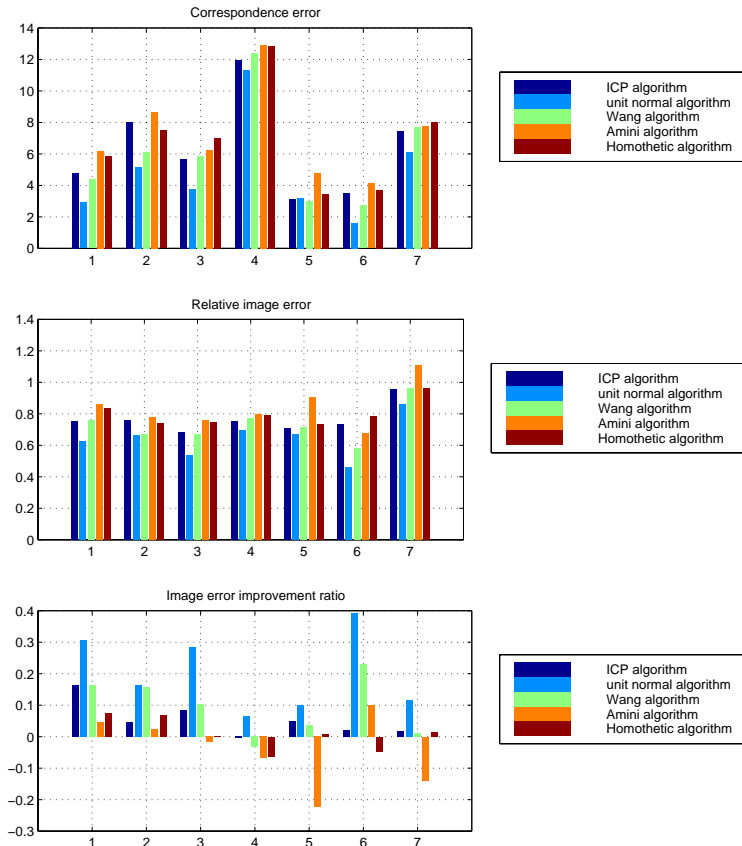 Correspondence error
14
12
10
8
6
4
2
0
1 2 3 4 5 6 7
ICP algorithm
unit normal algorithm
Wang algorithm
Amini algorithm
Homothetic algorithm
Relative image error
1.4
1.2
1
0.8
0.6
0.4
0.2
0
1 2 3 4 5 6 7
ICP algorithm
unit normal algorithm
Wang algorithm
Amini algorithm
Homothetic algorithm
Image error improvement ratio
0.4
0.3
0.2
0.1
0
−0.1
−0.2
−0.3
1 2 3 4 5 6 7
ICP algorithm
unit normal algorithm
Wang algorithm
Amini algorithm
Homothetic algorithm